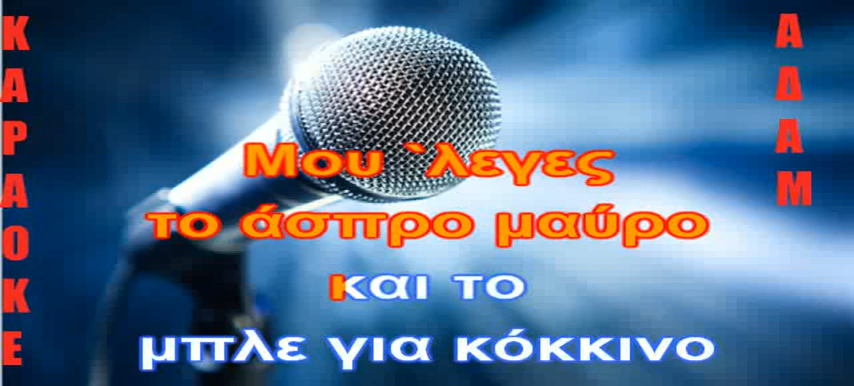 ΚΑΡΑΟΚΕ
ΑΔΑΜ
Μου `λεγες
το άσπρο μαύρο
και το
μπλε για κόκκινο